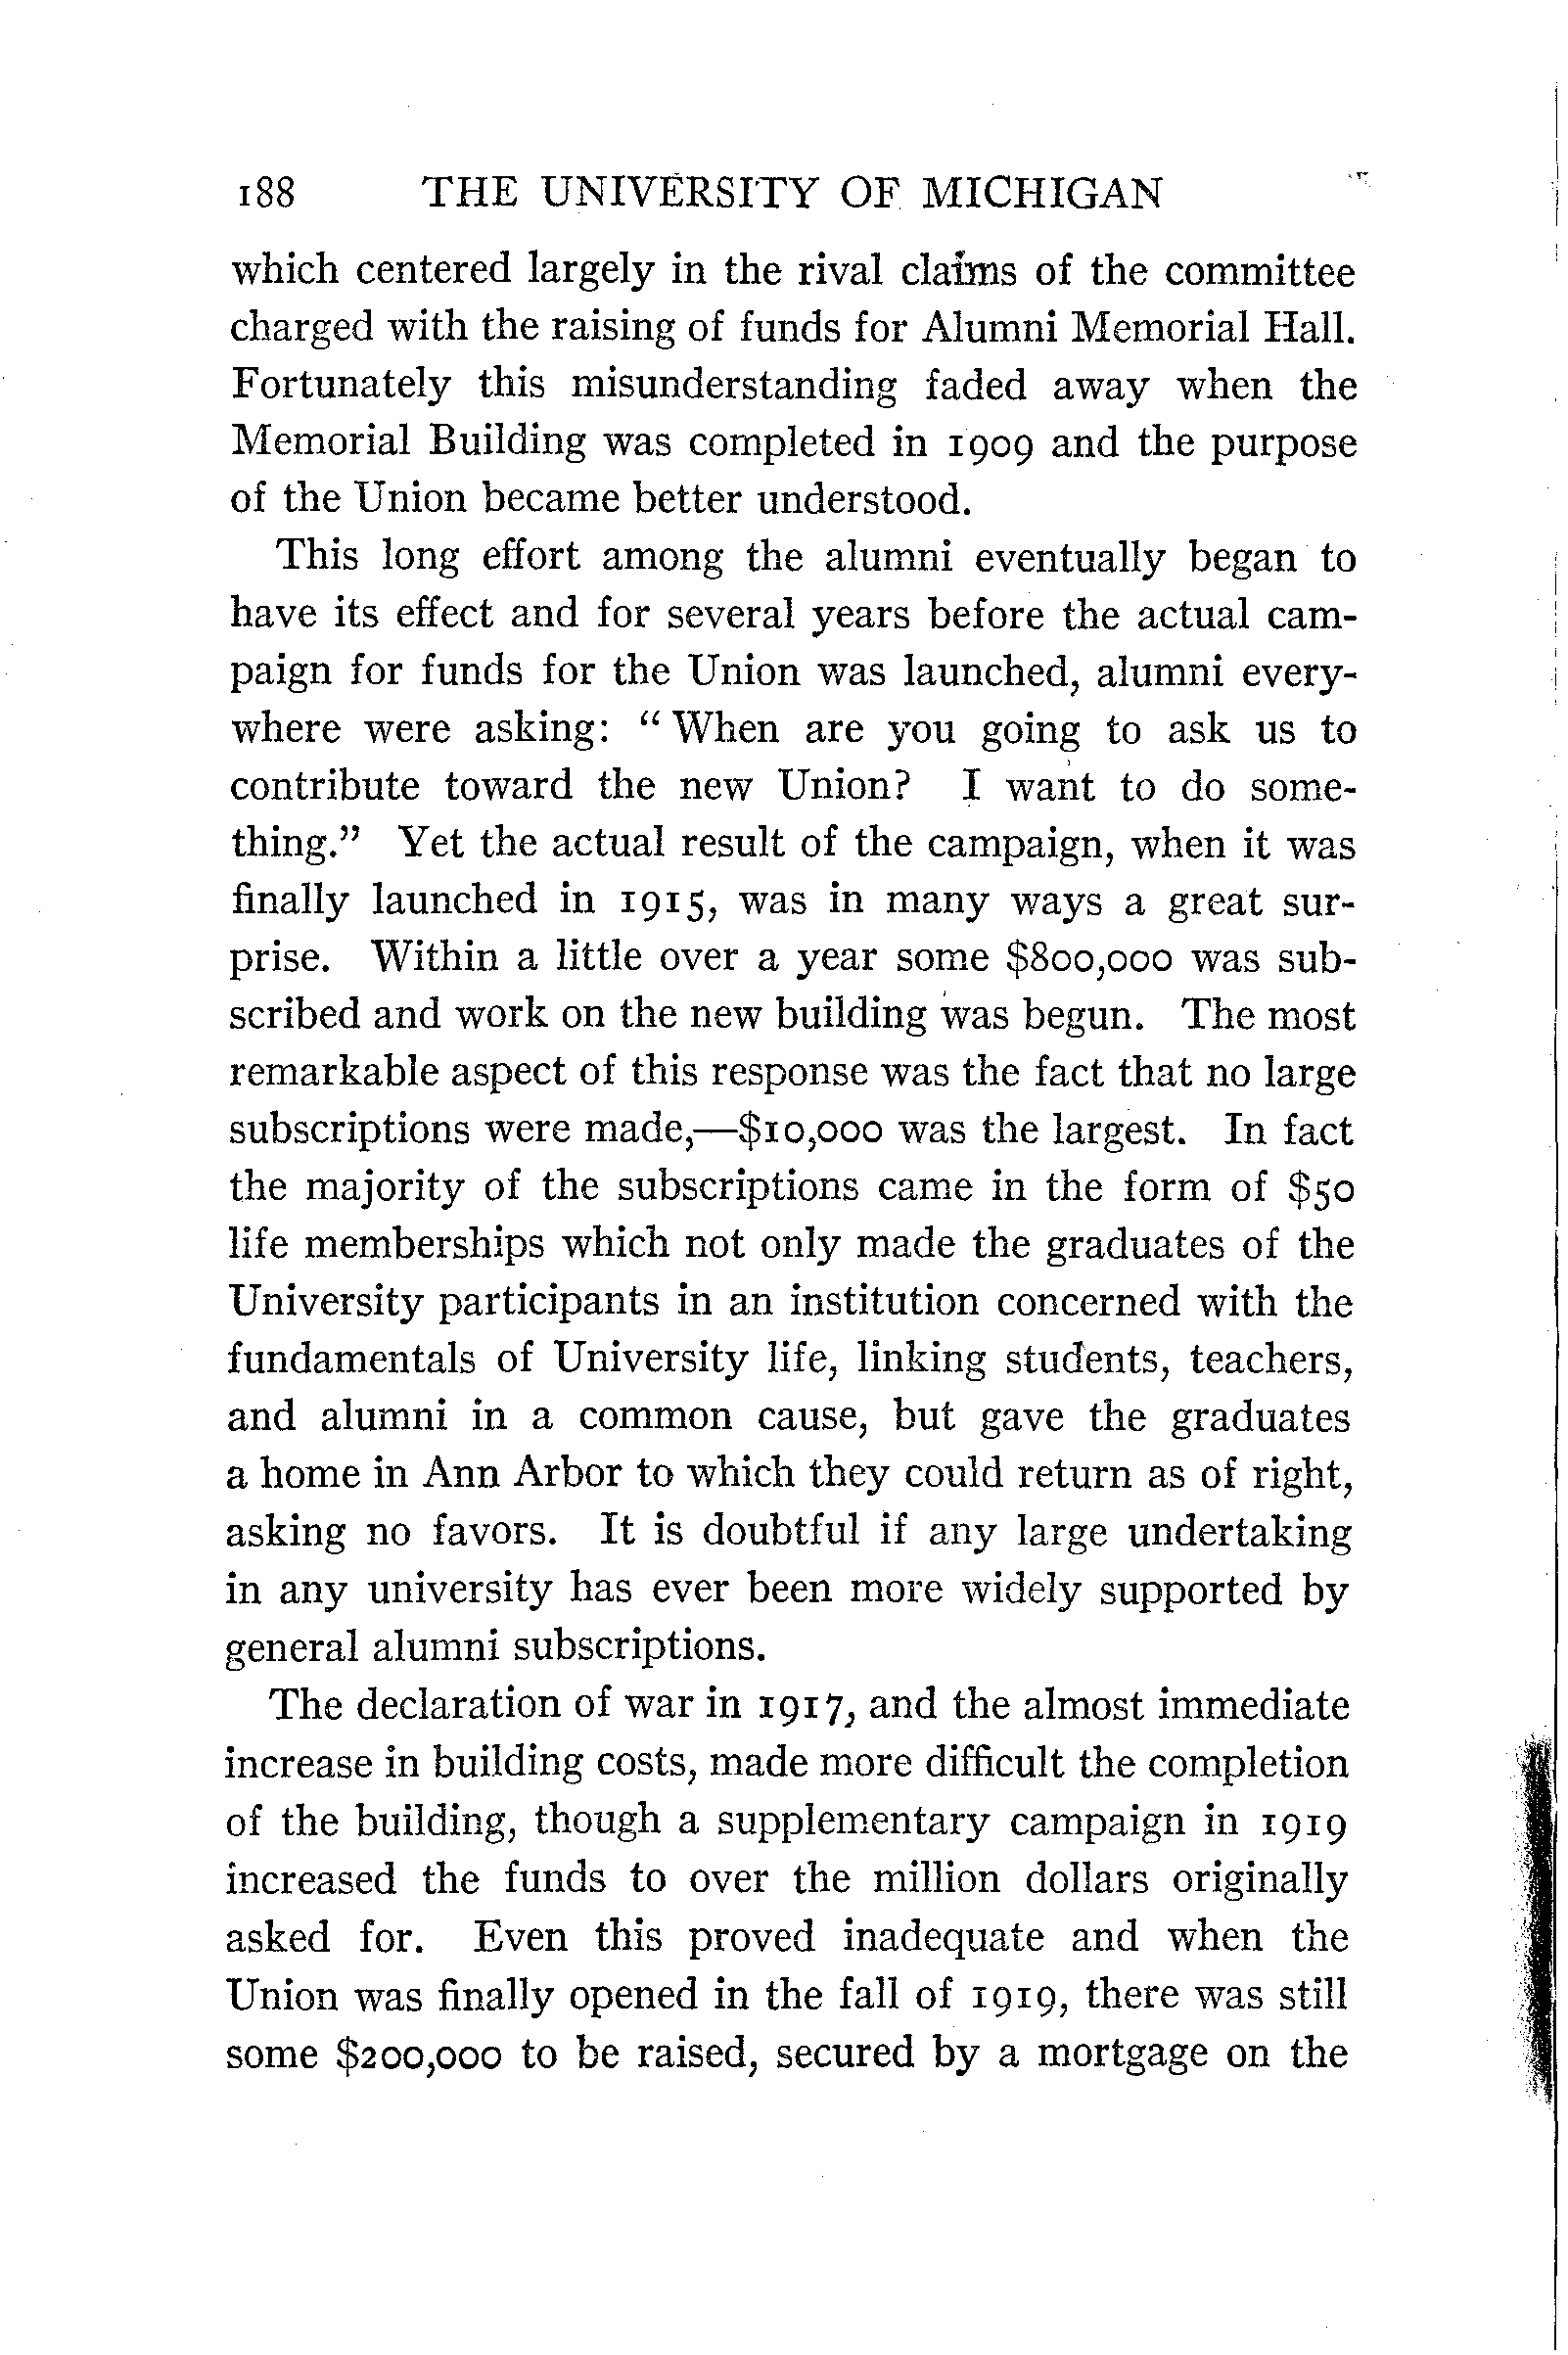 188 THE UNIVERSITY OF MICHIGAN
which centered largely in the rival claims of the committee
charged with the raising of funds for Alumni Memorial Hall.
Fortunately this misunderstanding faded away when the
Memorial Building was completed in 1909 and the purpose
of the Union became better understood.
This long effort among the alumni eventually began to
have its effect and for several years before the actual cam-
paign for funds for the Union was launched, alumni every-
where were asking: “ When are you going to ask us to
contribute toward the new Union? I want to do some-
thing.” Yet the actual result of the campaign, when it was
finally launched in 1915, was in many ways a great sur-
prise. Within a little over a year some $800,000 was sub-
scribed and work on the new building was begun. The most
remarkable aspect of this response was the fact that no large
subscriptions were made,—$10,000 was the largest. In fact
the majority of the subscriptions came in the form of $50
life memberships which not only made the graduates of the
University participants in an institution concerned with the
fundamentals of University life, linking students, teachers,
and alumni in a common cause, but gave the graduates
a home in Ann Arbor to which they could return as of right,
asking no favors. It is doubtful if any large undertaking
in any university has ever been more widely supported by
general alumni subscriptions.
The declaration of war in 1917, and the almost immediate
increase in building costs, made more difficult the completion
of the building, though a supplementary campaign in 1919
increased the funds to over the million dollars originally
asked for. Even this proved inadequate and when the
Union was finally opened in the fall of 1919, there was still
some $200,000 to be raised, secured by a mortgage on the